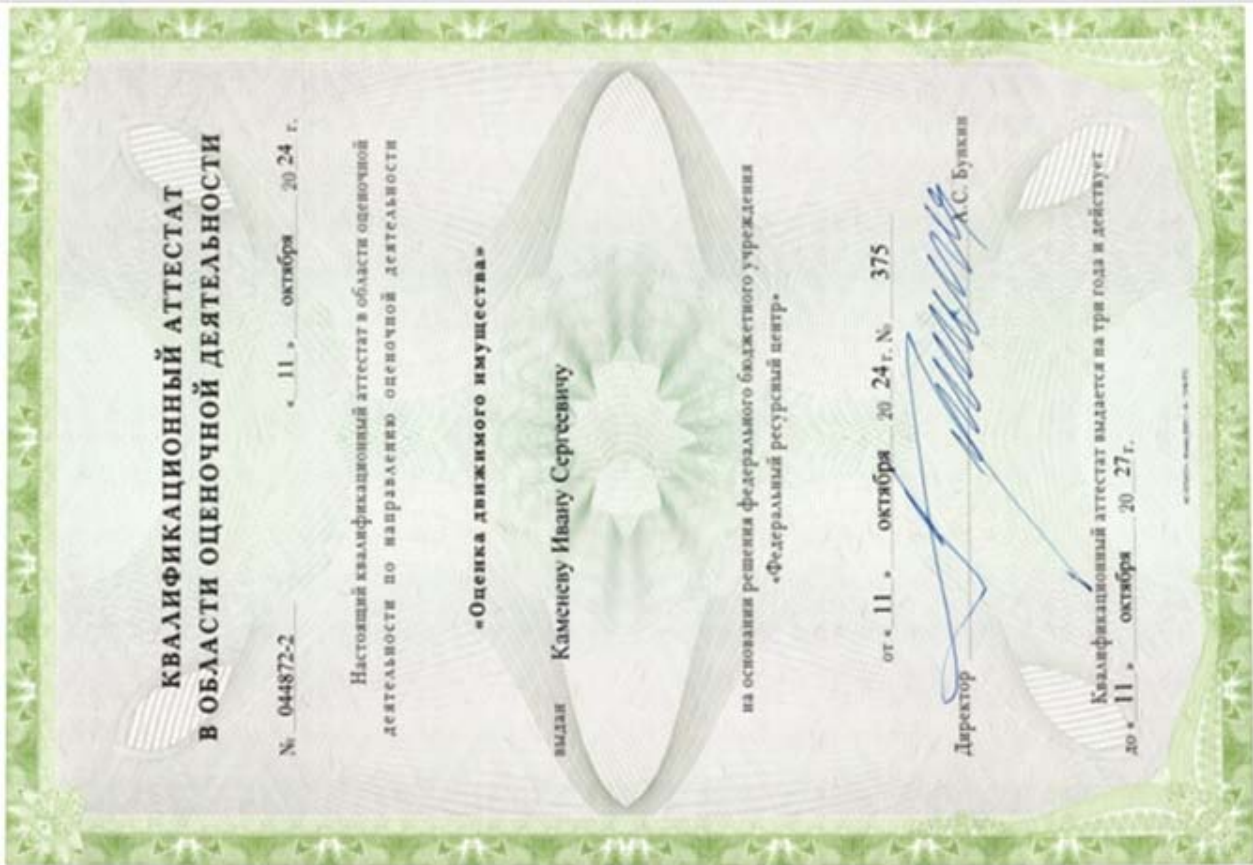 КВАЛИФИКАЦИОННЫЙ АТТЕСТАТ
В ОБЛАСТИ ОЦЕНОЧНОЙ ДЕЯТЕЛЬНОСТИ
№ 044872-2 « 11 » октября 20 24 г.
Настоящий квалификационный аттестат в области оценочной
деятельности по направлению оценочной деятельности
«Оценка движимого имущества»
выдан Каменеву Ивану Сергеевичу
на основании решения федерального бюджетного учреждения
«Федеральный ресурсный центр»
от « 11 » октября 20 24 г. № 375
Директор А.С. Бункин
Квалификационный аттестат выдается на три года и действует
до « 11 » октября 20 27 г.